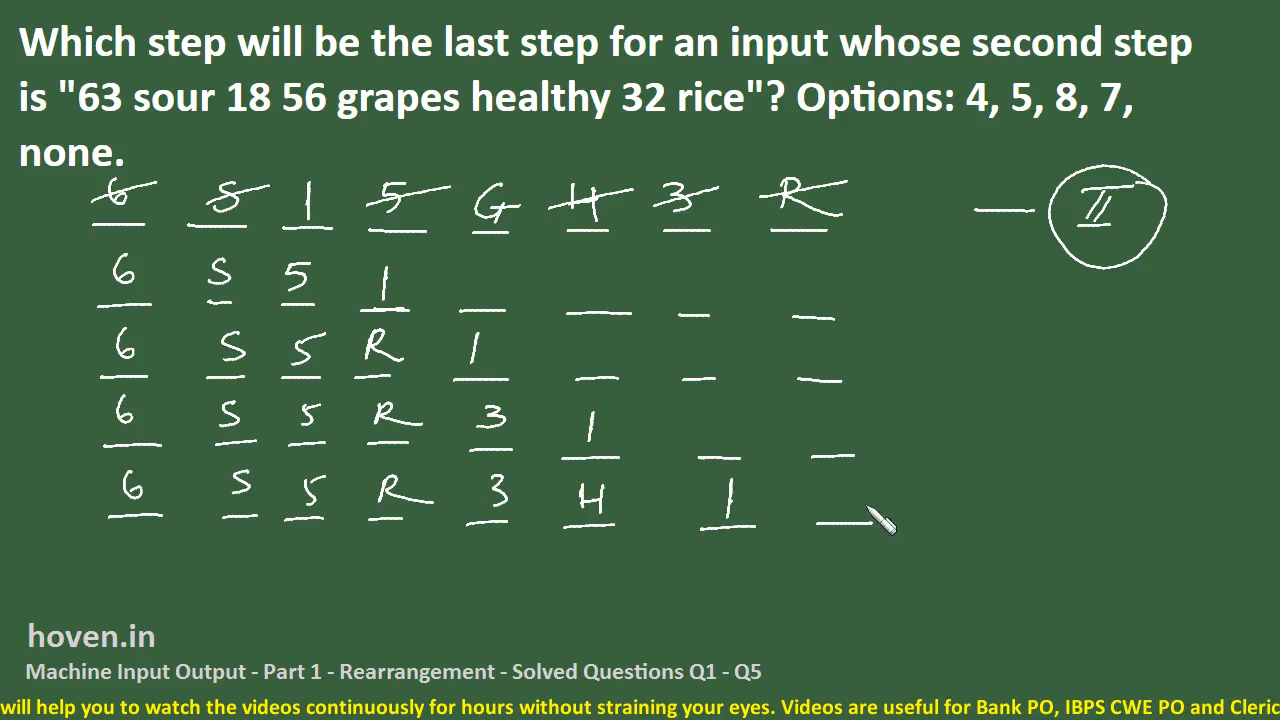 Which step will be the last step for an input whose second step
is "63 sour 18 56 grapes healthy 32 rice"? Options: 4, 5, 8, 7,
none.
6 S 1 5 G H 3 R — II
6 S 5 1
6 S 5 R 1
6 S 5 R 3 1
6 S 5 R 3 H 1
hoven.in
Machine Input Output - Part 1 - Rearrangement - Solved Questions Q1 - Q5
will help you to watch the videos continuously for hours without straining your eyes. Videos are useful for Bank PO, IBPS CWE PO and Cleric